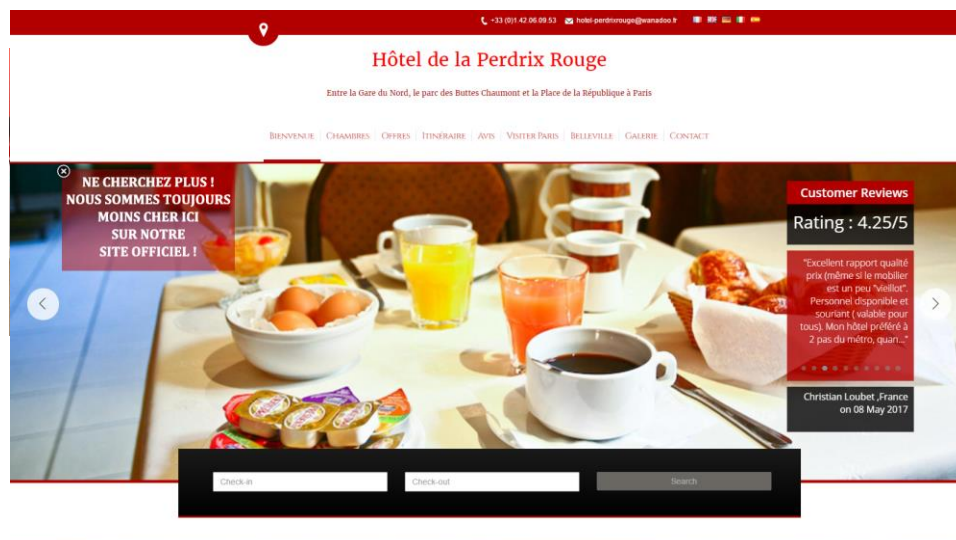 +33 (0)1.42.06.09.53 hotel-perdrixrouge@wanadoo.fr
Hôtel de la Perdrix Rouge
Entre la Gare du Nord, le parc des Buttes Chaumont et la Place de la République à Paris
BIENVENUE CHAMBRES OFFRES ITINÉRAIRE AVIS VISITER PARIS BELLEVILLE GALERIE CONTACT
NE CHERCHEZ PLUS !
NOUS SOMMES TOUJOURS
MOINS CHER ICI
SUR NOTRE
SITE OFFICIEL !
Customer Reviews
Rating : 4.25/5
"Excellent rapport qualité
prix (même si le mobilier
est un peu "vieillot".
Personnel disponible et
souriant ( valable pour
tous). Mon hôtel préféré à
2 pas du métro, quan..."
Christian Loubet ,France
on 08 May 2017
Check-in Check-out Search